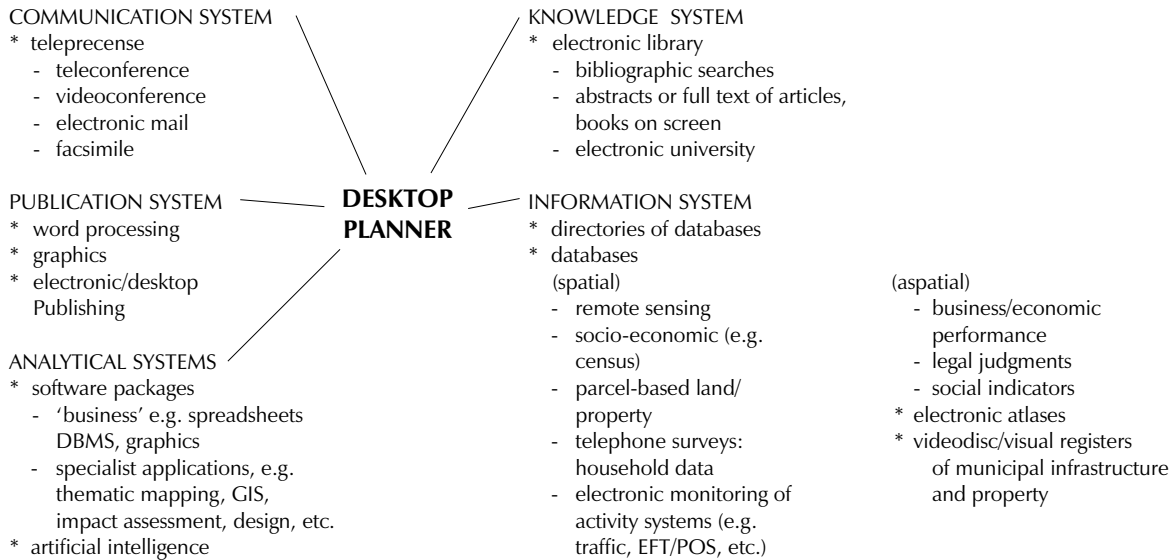 COMMUNICATION SYSTEM
* teleprecense
- teleconference
- videoconference
- electronic mail
- facsimile
PUBLICATION SYSTEM
* word processing
* graphics
* electronic/desktop
Publishing
ANALYTICAL SYSTEMS
* software packages
- ‘business’ e.g. spreadsheets
DBMS, graphics
- specialist applications, e.g.
thematic mapping, GIS,
impact assessment, design, etc.
* artificial intelligence
DESKTOP
PLANNER
KNOWLEDGE SYSTEM
* electronic library
- bibliographic searches
- abstracts or full text of articles,
books on screen
- electronic university
INFORMATION SYSTEM
* directories of databases
* databases
(spatial)
- remote sensing
- socio-economic (e.g.
census)
- parcel-based land/
property
- telephone surveys:
household data
- electronic monitoring of
activity systems (e.g.
traffic, EFT/POS, etc.)
(aspatial)
- business/economic
performance
- legal judgments
- social indicators
* electronic atlases
* videodisc/visual registers
of municipal infrastructure
and property